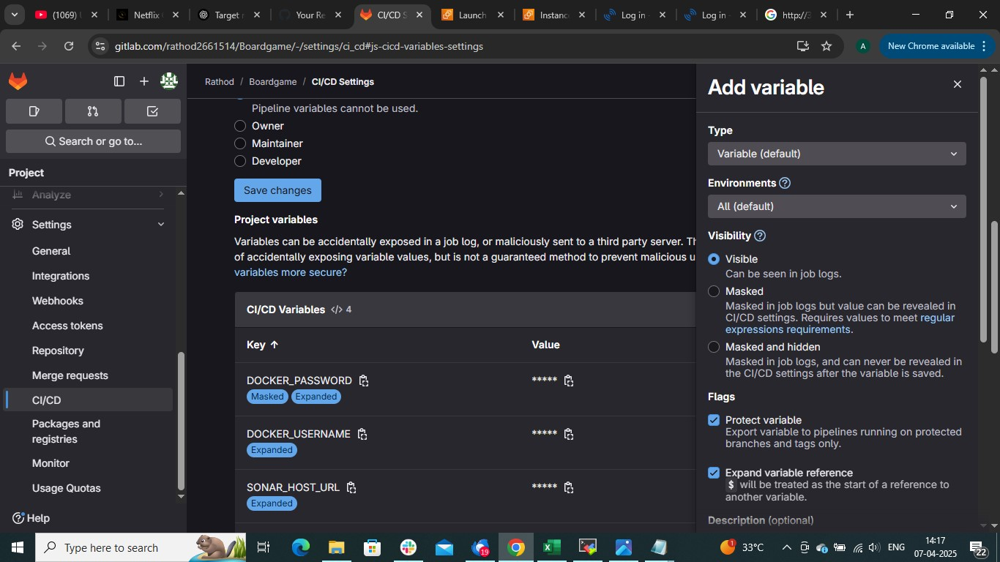 (1069)
Netflix
Target
Your Re
CI/CD S
Launch
Instanc
Log in
Log in
http://3
gitlab.com/rathod2661514/Boardgame/-/settings/ci_cd#js-cicd-variables-settings
A
New Chrome available
Search or go to...
Project
Analyze
Settings
General
Integrations
Webhooks
Access tokens
Repository
Merge requests
CI/CD
Packages and
registries
Monitor
Usage Quotas
Help
Rathod / Boardgame / CI/CD Settings
Pipeline variables cannot be used.
Owner
Maintainer
Developer
Save changes
Project variables
Variables can be accidentally exposed in a job log, or maliciously sent to a third party server. Th
of accidentally exposing variable values, but is not a guaranteed method to prevent malicious u
variables more secure?
CI/CD Variables </> 4
Key ↑ Value
DOCKER_PASSWORD *****
Masked Expanded
DOCKER_USERNAME *****
Expanded
SONAR_HOST_URL *****
Expanded
Add variable
Type
Variable (default)
Environments
All (default)
Visibility
Visible
Can be seen in job logs.
Masked
Masked in job logs but value can be revealed in
CI/CD settings. Requires values to meet regular
expressions requirements.
Masked and hidden
Masked in job logs, and can never be revealed in
the CI/CD settings after the variable is saved.
Flags
Protect variable
Export variable to pipelines running on protected
branches and tags only.
Expand variable reference
$ will be treated as the start of a reference to
another variable.
Description (optional)
Type here to search
19
1
33°C
ENG
14:17
07-04-2025
22